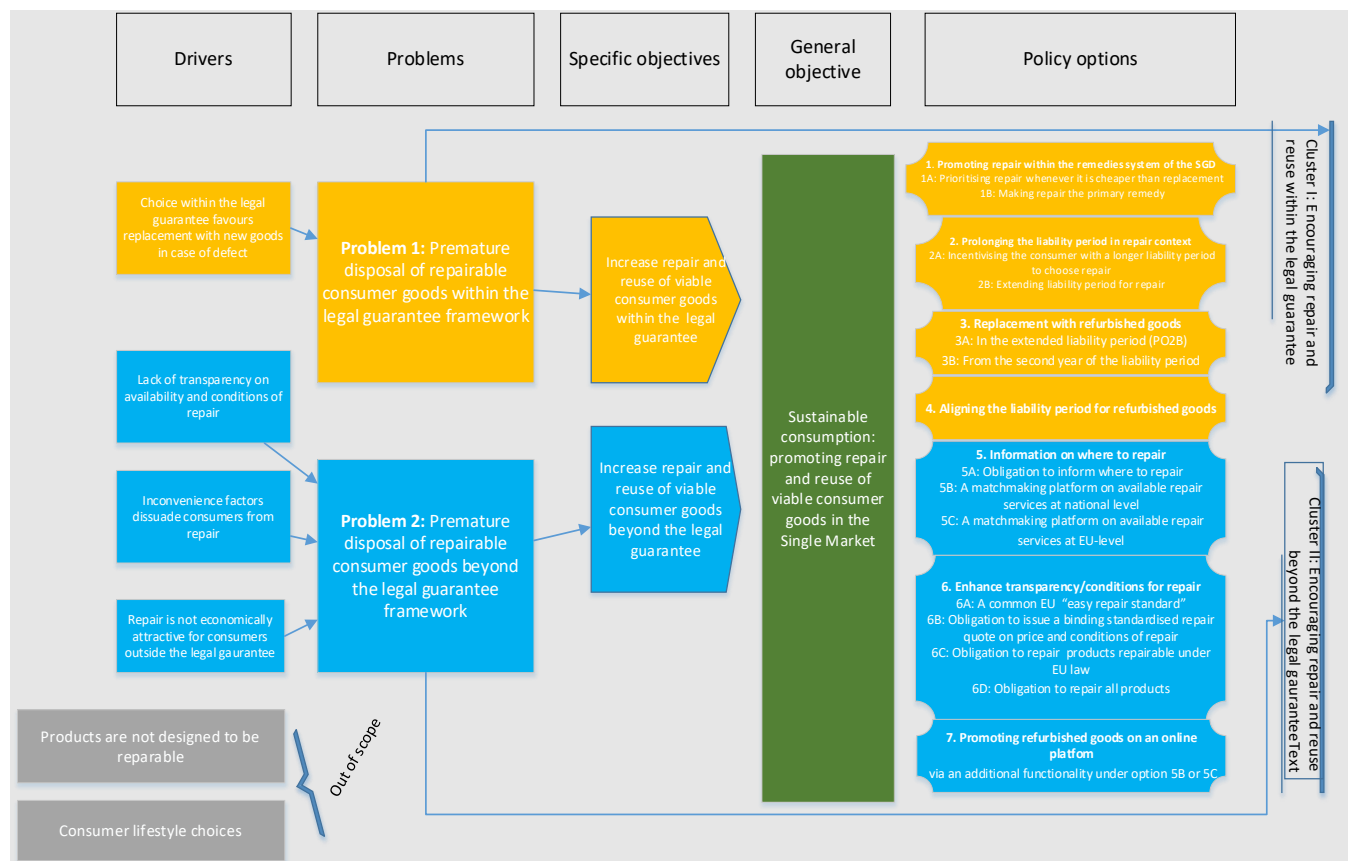 Drivers
Problems
Specific objectives
General
objective
Policy options
Choice within the legal
guarantee favours
replacement with new goods
in case of defect
Lack of transparency on
availability and conditions of
repair
Inconvenience factors
dissuade consumers from
repair
Repair is not economically
attractive for consumers
outside the legal gaurantee
Products are not designed to be
reparable
Consumer lifestyle choices
Out of scope
Problem 1: Premature
disposal of repairable
consumer goods within the
legal guarantee framework
Problem 2: Premature
disposal of repairable
consumer goods beyond
the legal guarantee
framework
Increase repair and
reuse of viable
consumer goods
within the legal
guarantee
Increase repair and
reuse of viable
consumer goods
beyond the legal
guarantee
Sustainable
consumption:
promoting repair
and reuse of
viable consumer
goods in the
Single Market
1. Promoting repair within the remedies system of the SGD
1A: Prioritising repair whenever it is cheaper than replacement
1B: Making repair the primary remedy
2. Prolonging the liability period in repair context
2A: Incentivising the consumer with a longer liability period
to choose repair
2B: Extending liability period for repair
3. Replacement with refurbished goods
3A: In the extended liability period (PO2B)
3B: From the second year of the liability period
4. Aligning the liability period for refurbished goods
5. Information on where to repair
5A: Obligation to inform where to repair
5B: A matchmaking platform on available repair
services at national level
5C: A matchmaking platform on available repair
services at EU-level
6. Enhance transparency/conditions for repair
6A: A common EU “easy repair standard”
6B: Obligation to issue a binding standardised repair
quote on price and conditions of repair
6C: Obligation to repair products repairable under
EU law
6D: Obligation to repair all products
7. Promoting refurbished goods on an online
platfom
via an additional functionality under option 5B or 5C
Cluster I: Encouraging repair and
reuse within the legal guarantee
Cluster II: Encouraging repair and reuse
beyond the legal gauranteeText